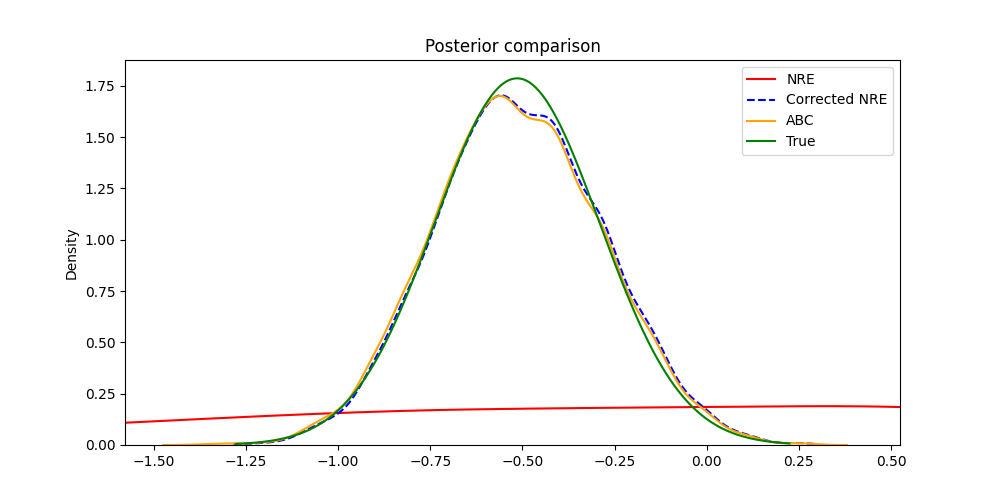 Posterior comparison
NRE
Corrected NRE
ABC
True
Density
1.75
1.50
1.25
1.00
0.75
0.50
0.25
0.00
−1.50 −1.25 −1.00 −0.75 −0.50 −0.25 0.00 0.25 0.50